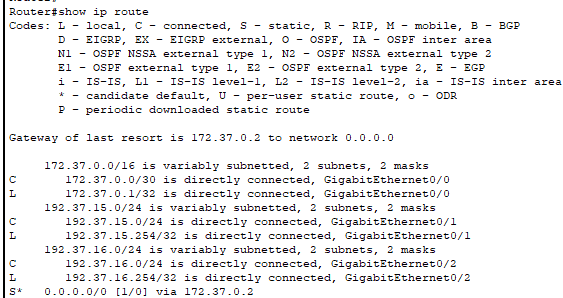 Router#show ip route
Codes: L - local, C - connected, S - static, R - RIP, M - mobile, B - BGP
D - EIGRP, EX - EIGRP external, O - OSPF, IA - OSPF inter area
N1 - OSPF NSSA external type 1, N2 - OSPF NSSA external type 2
E1 - OSPF external type 1, E2 - OSPF external type 2, E - EGP
i - IS-IS, L1 - IS-IS level-1, L2 - IS-IS level-2, ia - IS-IS inter area
* - candidate default, U - per-user static route, o - ODR
P - periodic downloaded static route
Gateway of last resort is 172.37.0.2 to network 0.0.0.0
172.37.0.0/16 is variably subnetted, 2 subnets, 2 masks
C 172.37.0.0/30 is directly connected, GigabitEthernet0/0
L 172.37.0.1/32 is directly connected, GigabitEthernet0/0
192.37.15.0/24 is variably subnetted, 2 subnets, 2 masks
C 192.37.15.0/24 is directly connected, GigabitEthernet0/1
L 192.37.15.254/32 is directly connected, GigabitEthernet0/1
192.37.16.0/24 is variably subnetted, 2 subnets, 2 masks
C 192.37.16.0/24 is directly connected, GigabitEthernet0/2
L 192.37.16.254/32 is directly connected, GigabitEthernet0/2
S* 0.0.0.0/0 [1/0] via 172.37.0.2